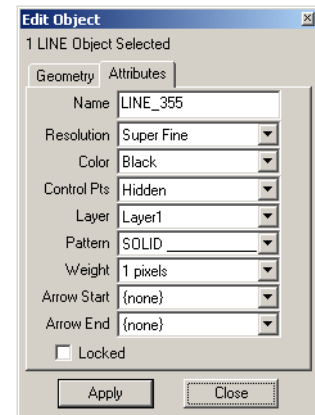 Edit Object
1 LINE Object Selected
Geometry Attributes
Name LINE_355
Resolution Super Fine
Color Black
Control Pts Hidden
Layer Layer1
Pattern SOLID ____________
Weight 1 pixels
Arrow Start {none}
Arrow End {none}
Locked
Apply Close